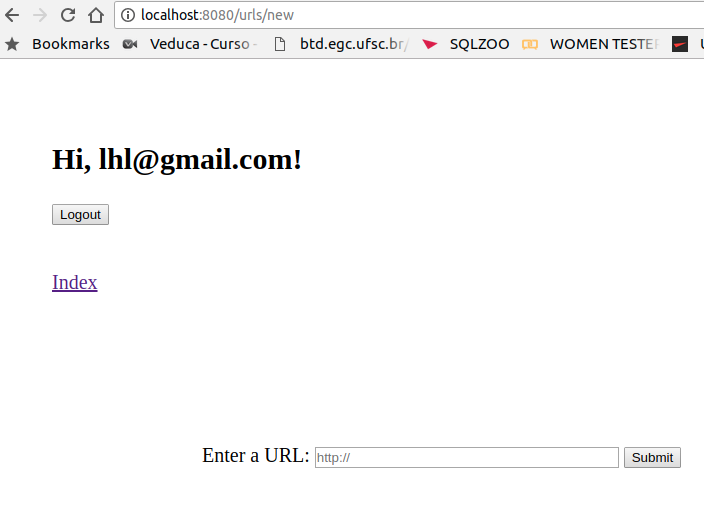 localhost:8080/urls/new
Bookmarks Veduca - Curso - btd.egc.ufsc.br/ SQLZOO WOMEN TESTER
Hi, lhl@gmail.com!
Logout
Index
Enter a URL: http:// Submit